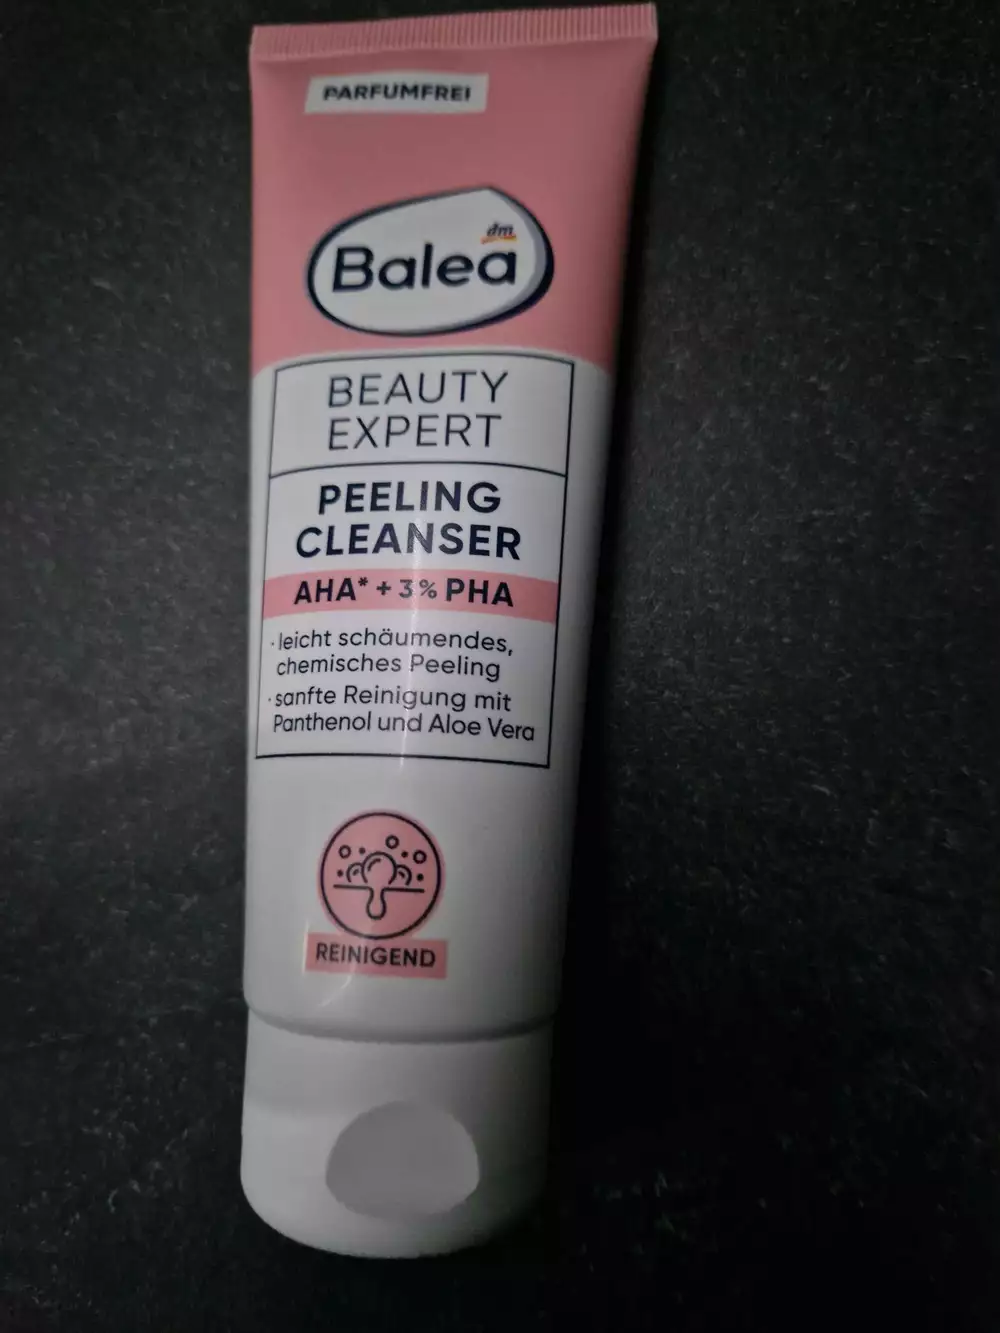 PARFUMFREI
dm
Balea
BEAUTY
EXPERT
PEELING
CLEANSER
AHA* + 3% PHA
· leicht schäumendes,
chemisches Peeling
· sanfte Reinigung mit
Panthenol und Aloe Vera
REINIGEND